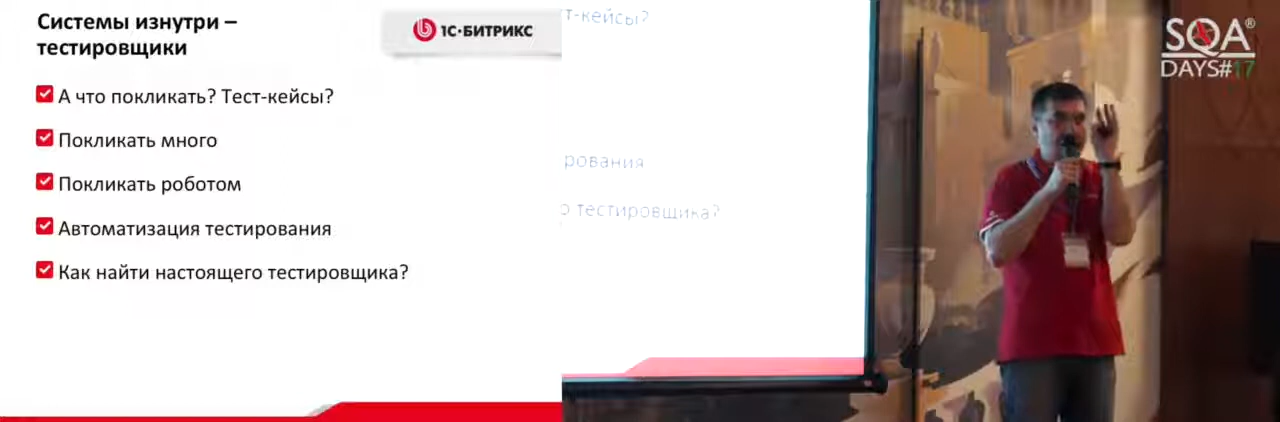 Системы изнутри –
тестировщики
1С·БИТРИКС
А что покликать? Тест-кейсы?
Покликать много
Покликать роботом
Автоматизация тестирования
Как найти настоящего тестировщика?
т-кейсы?
рования
о тестировщика?
SQA®
DAYS#17